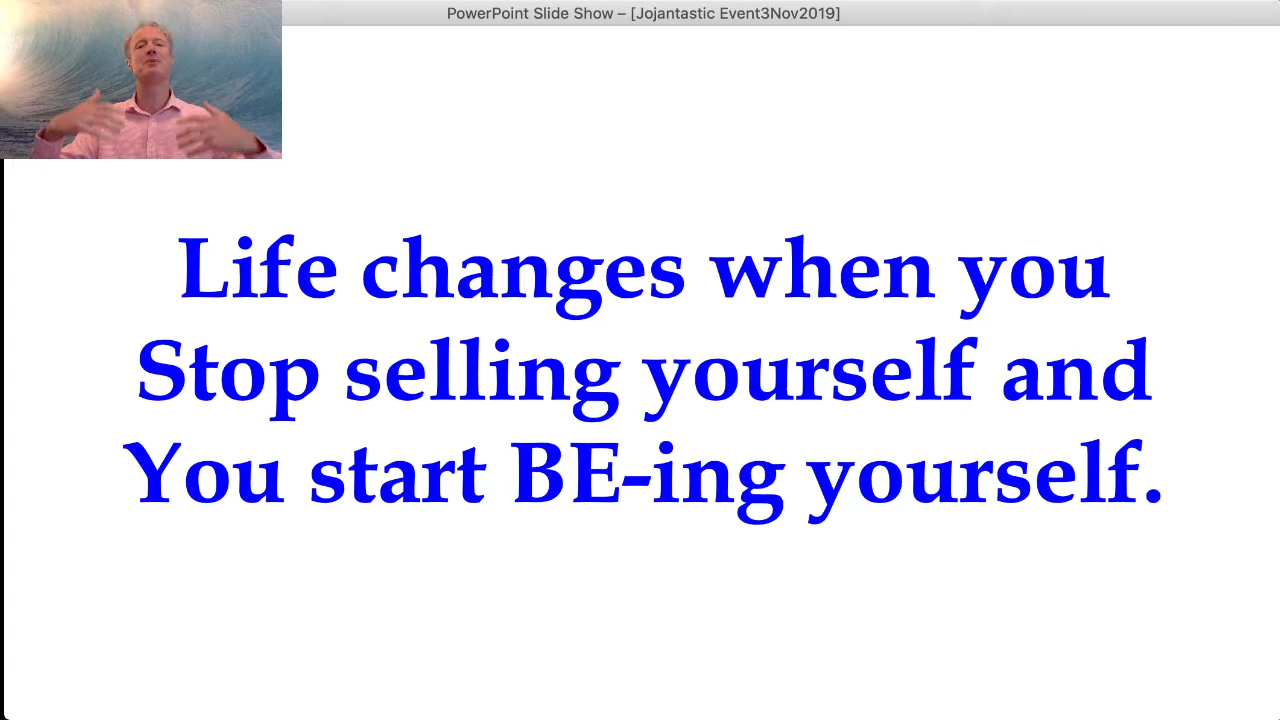 PowerPoint Slide Show – [Jojantastic Event3Nov2019]
Life changes when you
Stop selling yourself and
You start BE-ing yourself.